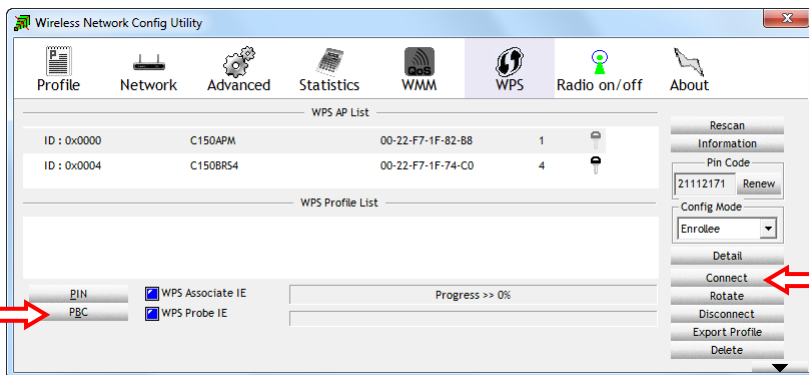 Wireless Network Config Utility
Profile Network Advanced Statistics WMM WPS Radio on/off About
QoS
WPS AP List
ID : 0x0000 C150APM 00-22-F7-1F-82-B8 1
ID : 0x0004 C150BRS4 00-22-F7-1F-74-C0 4
WPS Profile List
Rescan
Information
Pin Code
21112171 Renew
Config Mode
Enrollee
Detail
Connect
Rotate
Disconnect
Export Profile
Delete
PIN WPS Associate IE Progress >> 0%
PBC WPS Probe IE